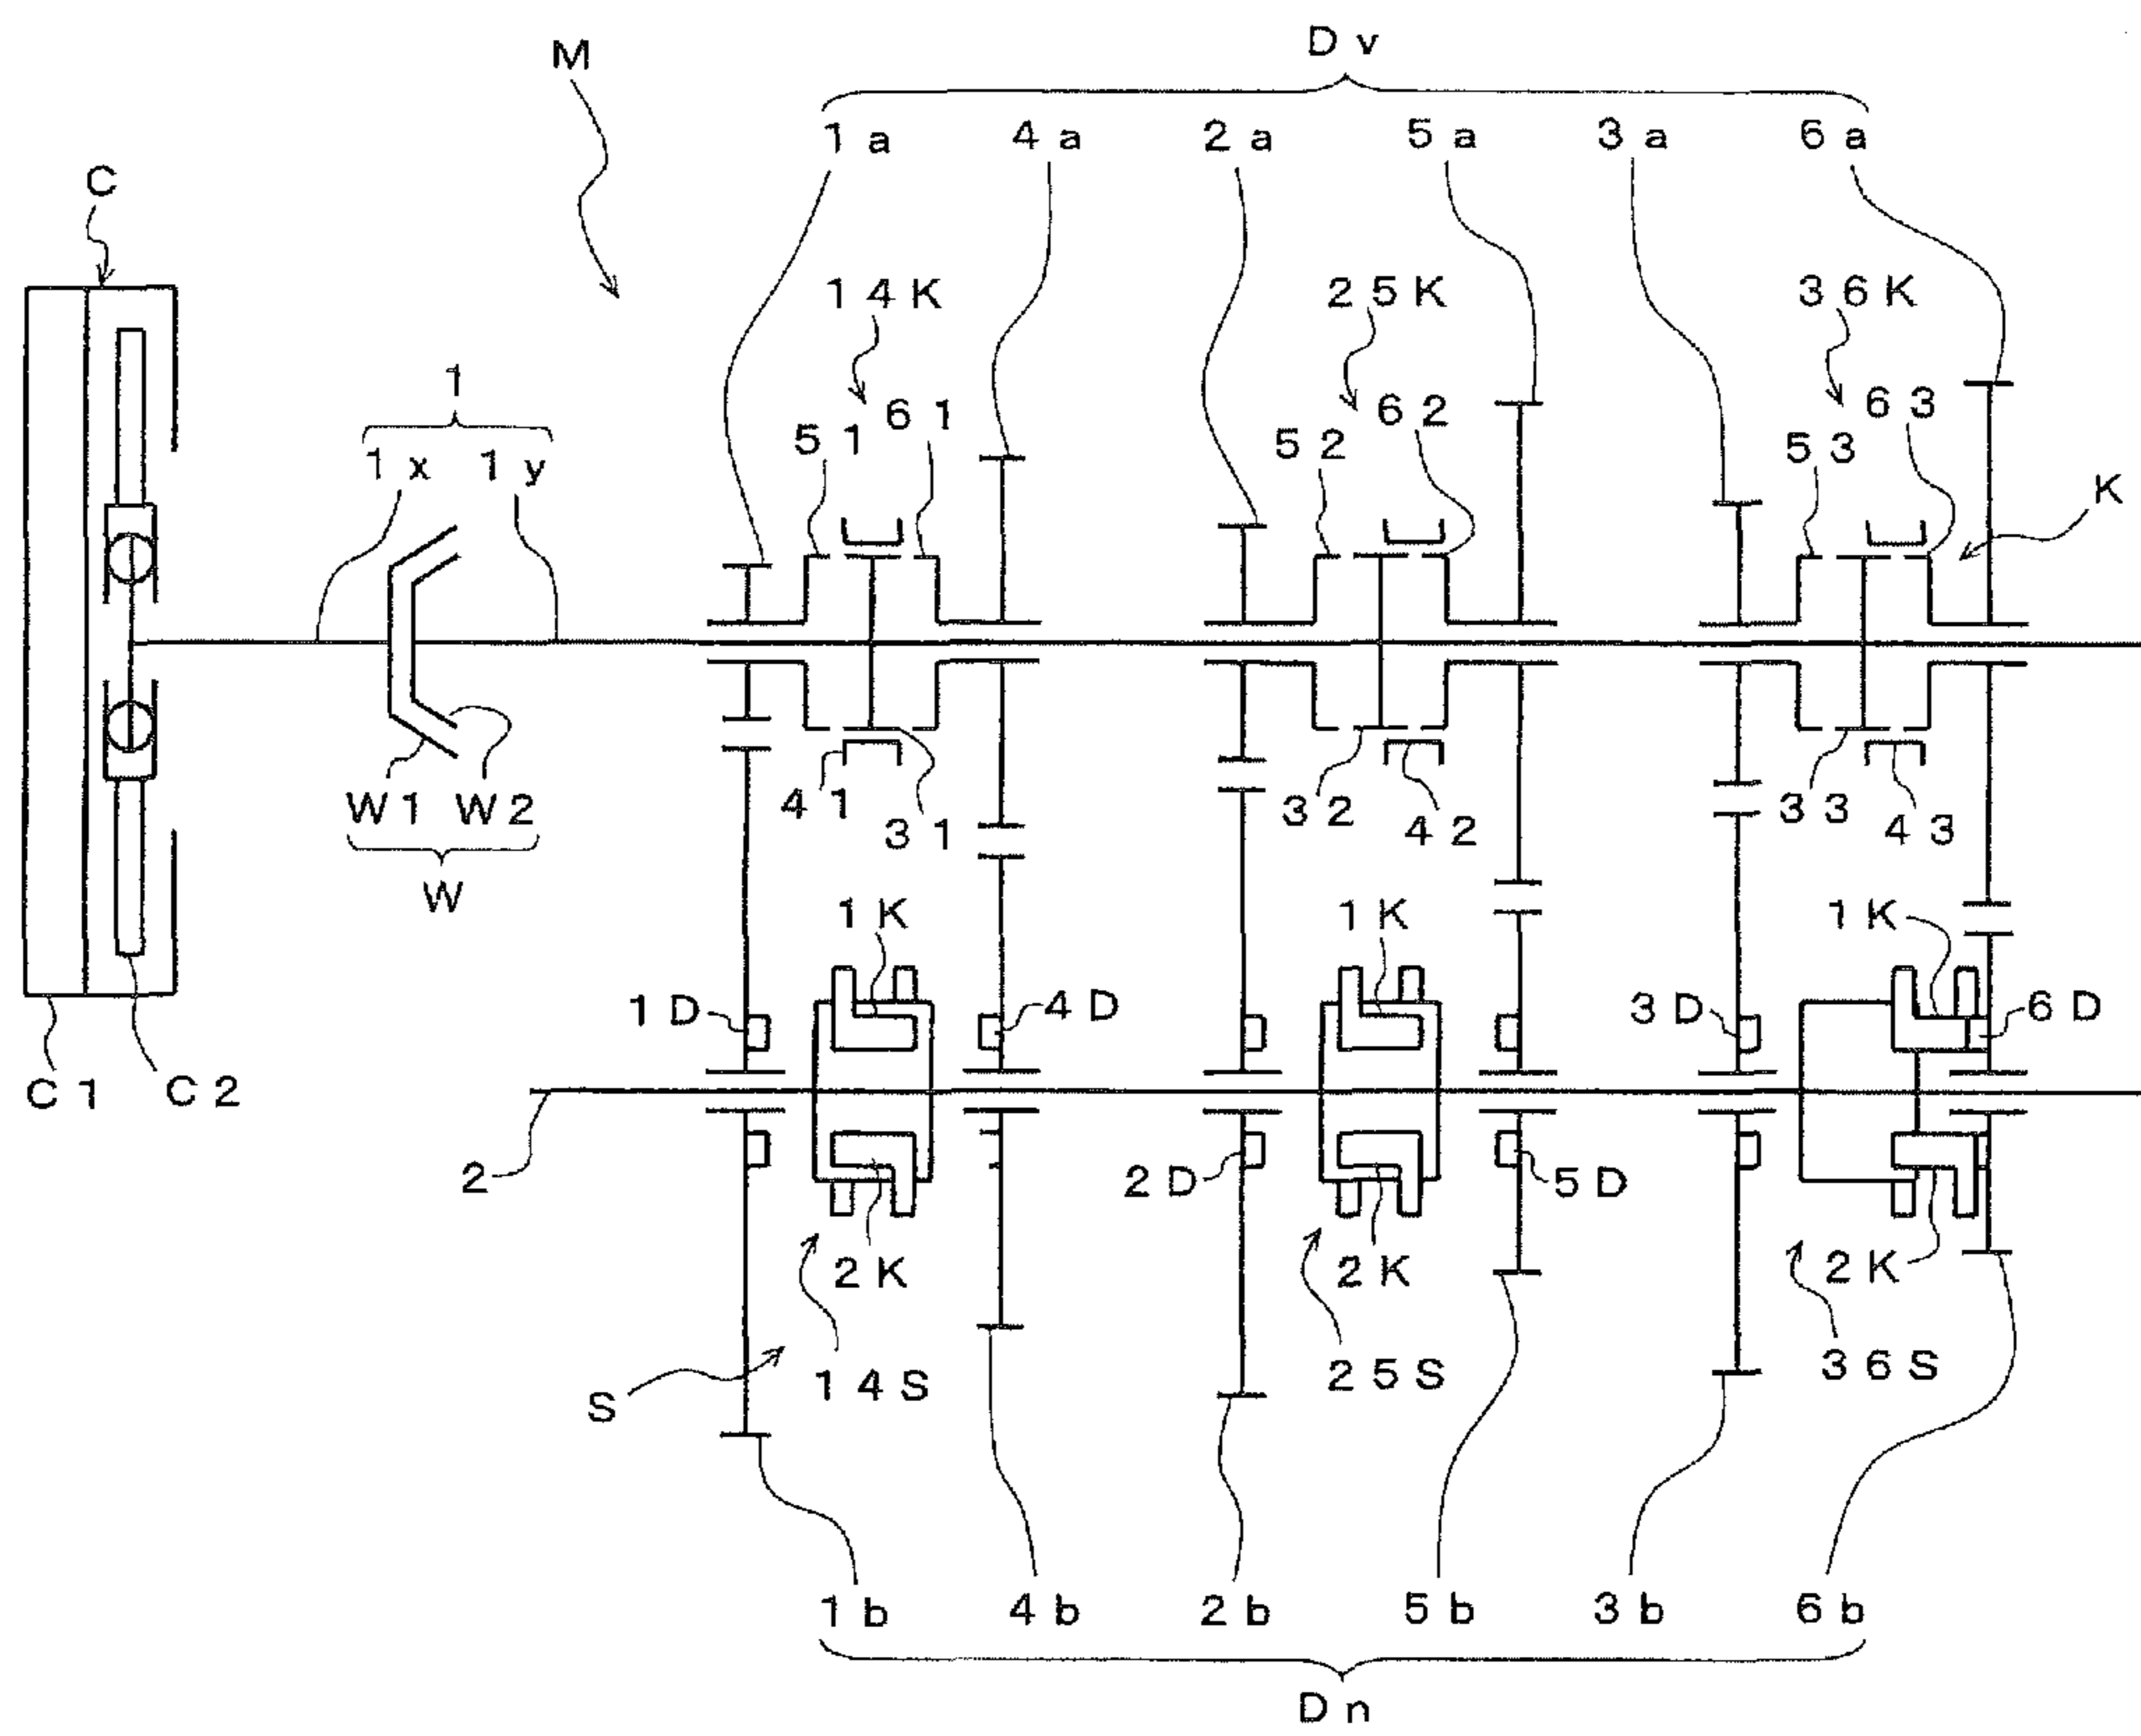 D v
M
1 a 4 a 2 a 5 a 3 a 6 a
C
1 4 K 2 5 K 3 6 K
1
6 1 6 2 6 3
5 1 5 2 5 3
1 x 1 y
K
W 1 W 2
4 1 3 2 3 3
3 1 4 2 4 3
W
1 K 1 K 1 K
1 D 4 D 3 D 6 D
C 1 C 2
2 2 D 5 D
2 K 2 K 2 K
1 4 S 2 5 S 3 6 S
S
1 b 4 b 2 b 5 b 3 b 6 b
D n